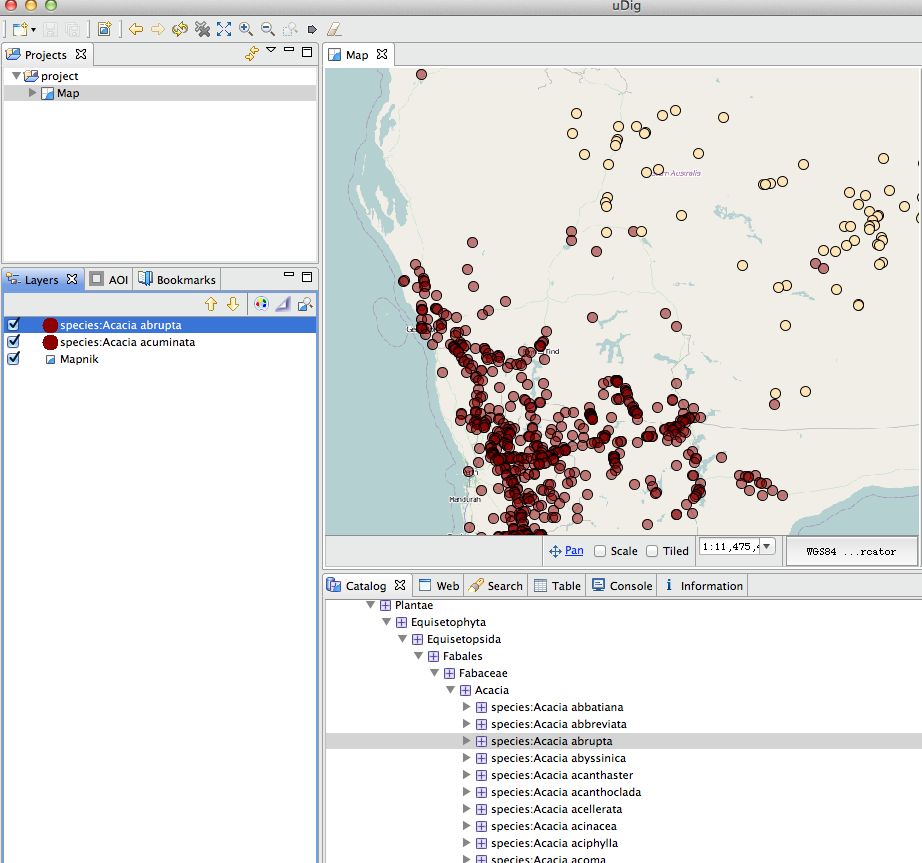 uDig
Projects
project
Map
Layers
AOI
Bookmarks
species:Acacia abrupta
species:Acacia acuminata
Mapnik
Map
Mandurah
Pan
Scale
Tiled
1:11,475,
WGS84 ...rcator
Catalog
Web
Search
Table
Console
Information
Plantae
Equisetophyta
Equisetopsida
Fabales
Fabaceae
Acacia
species:Acacia abbatiana
species:Acacia abbreviata
species:Acacia abrupta
species:Acacia abyssinica
species:Acacia acanthaster
species:Acacia acanthoclada
species:Acacia acellerata
species:Acacia acinacea
species:Acacia aciphylla
species:Acacia acoma